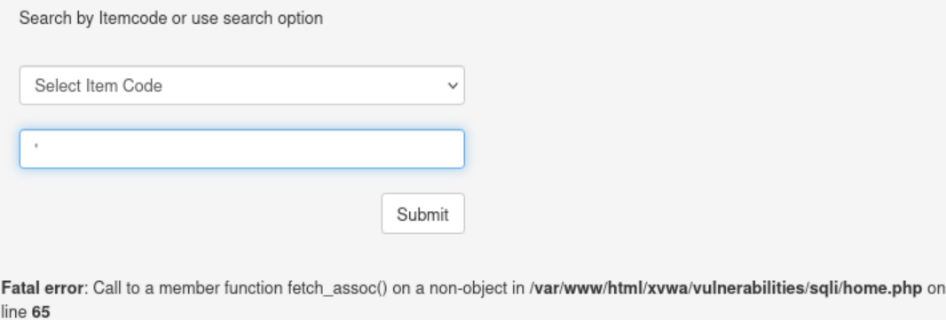 Search by Itemcode or use search option
Select Item Code
'
Submit
Fatal error: Call to a member function fetch_assoc() on a non-object in /var/www/html/xvwa/vulnerabilities/sqli/home.php on
line 65